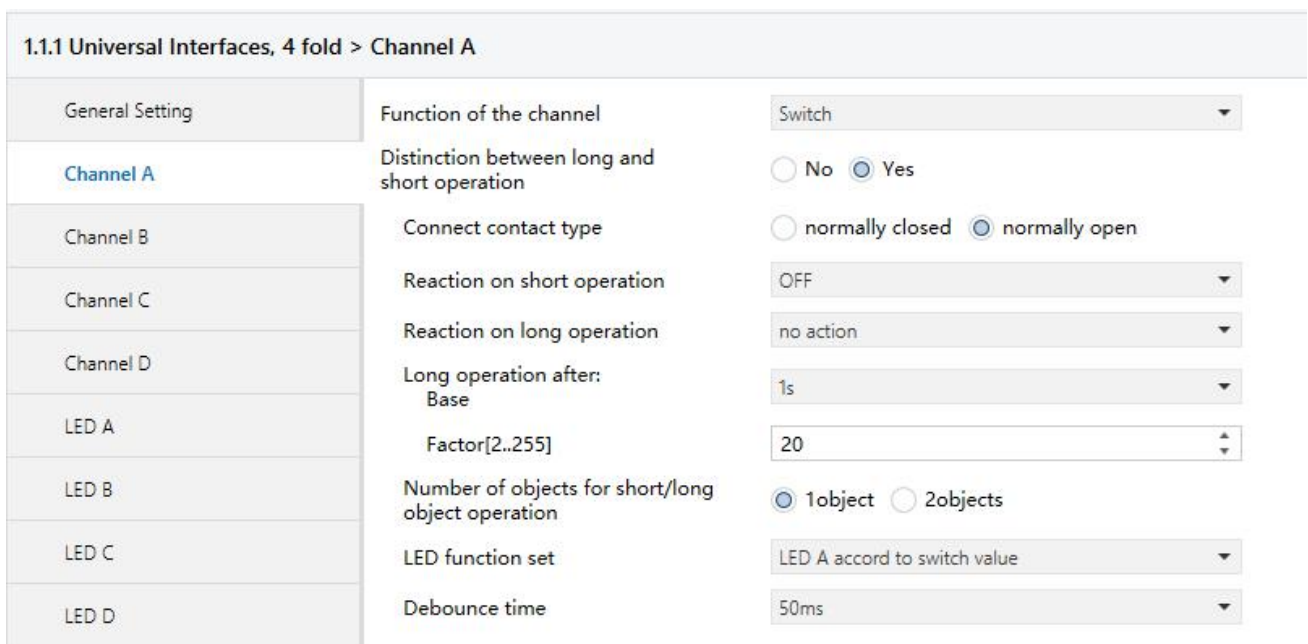 1.1.1 Universal Interfaces, 4 fold > Channel A
General Setting
Channel A
Channel B
Channel C
Channel D
LED A
LED B
LED C
LED D
Function of the channel
Switch
Distinction between long and
short operation
No Yes
Connect contact type
normally closed normally open
Reaction on short operation
OFF
Reaction on long operation
no action
Long operation after:
Base
1s
Factor[2..255]
20
Number of objects for short/long
object operation
1object 2objects
LED function set
LED A accord to switch value
Debounce time
50ms